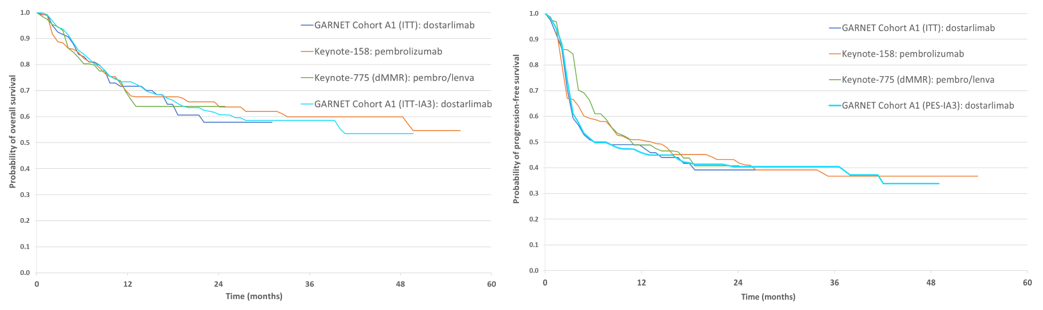 Probability of overall survival
1.0
0.9
0.8
0.7
0.6
0.5
0.4
0.3
0.2
0.1
0.0
0 12 24 36 48 60
Time (months)
GARNET Cohort A1 (ITT): dostarlimab
Keynote-158: pembrolizumab
Keynote-775 (dMMR): pembro/lenva
GARNET Cohort A1 (ITT-IA3): dostarlimab
Probability of progression-free survival
1.0
0.9
0.8
0.7
0.6
0.5
0.4
0.3
0.2
0.1
0.0
0 12 24 36 48 60
Time (months)
GARNET Cohort A1 (ITT): dostarlimab
Keynote-158: pembrolizumab
Keynote-775 (dMMR): pembro/lenva
GARNET Cohort A1 (PES-IA3): dostarlimab